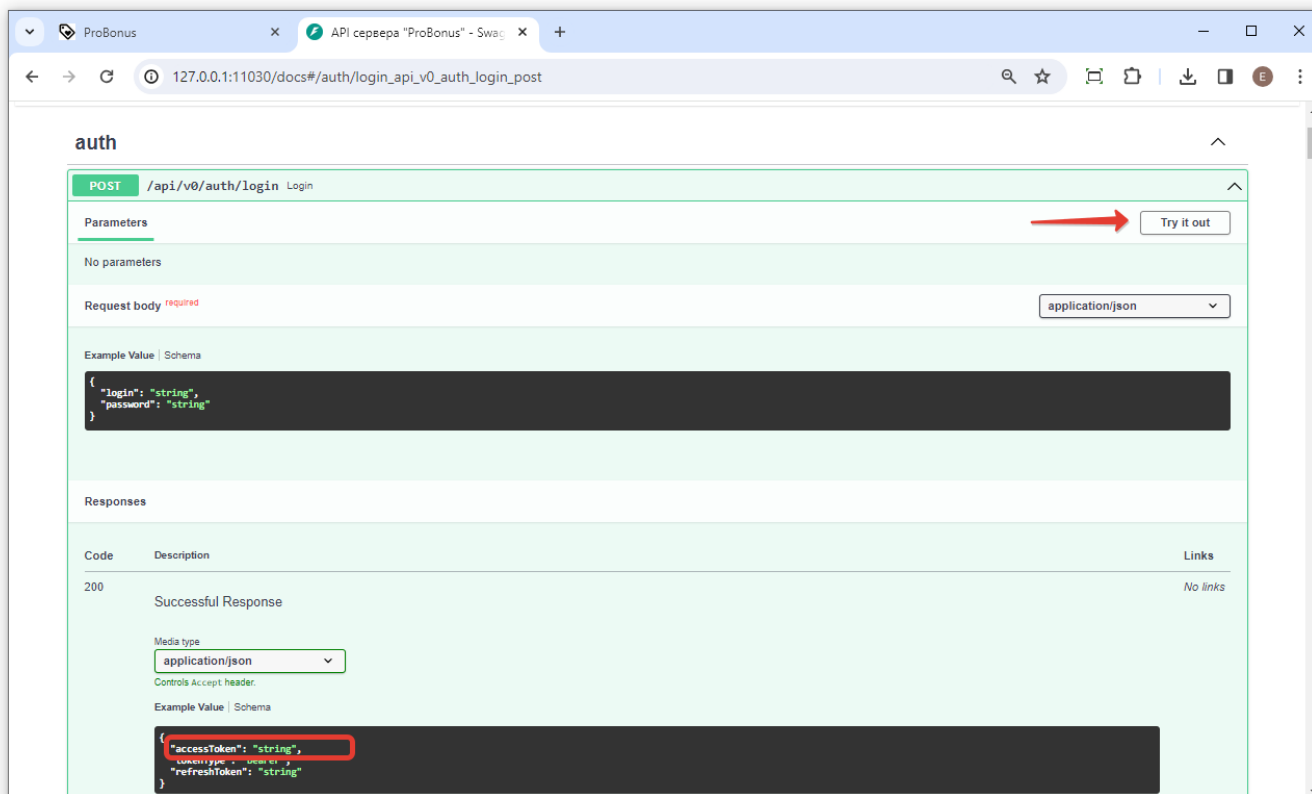 ProBonus
API сервера "ProBonus" - Swag
127.0.0.1:11030/docs#/auth/login_api_v0_auth_login_post
E
auth
POST /api/v0/auth/login Login
Parameters
Try it out
No parameters
Request body required
application/json
Example Value | Schema
{
"login": "string",
"password": "string"
}
Responses
Code Description Links
200 Successful Response No links
Media type
application/json
Controls Accept header.
Example Value | Schema
{
"accessToken": "string",
"tokenType": "bearer",
"refreshToken": "string"
}